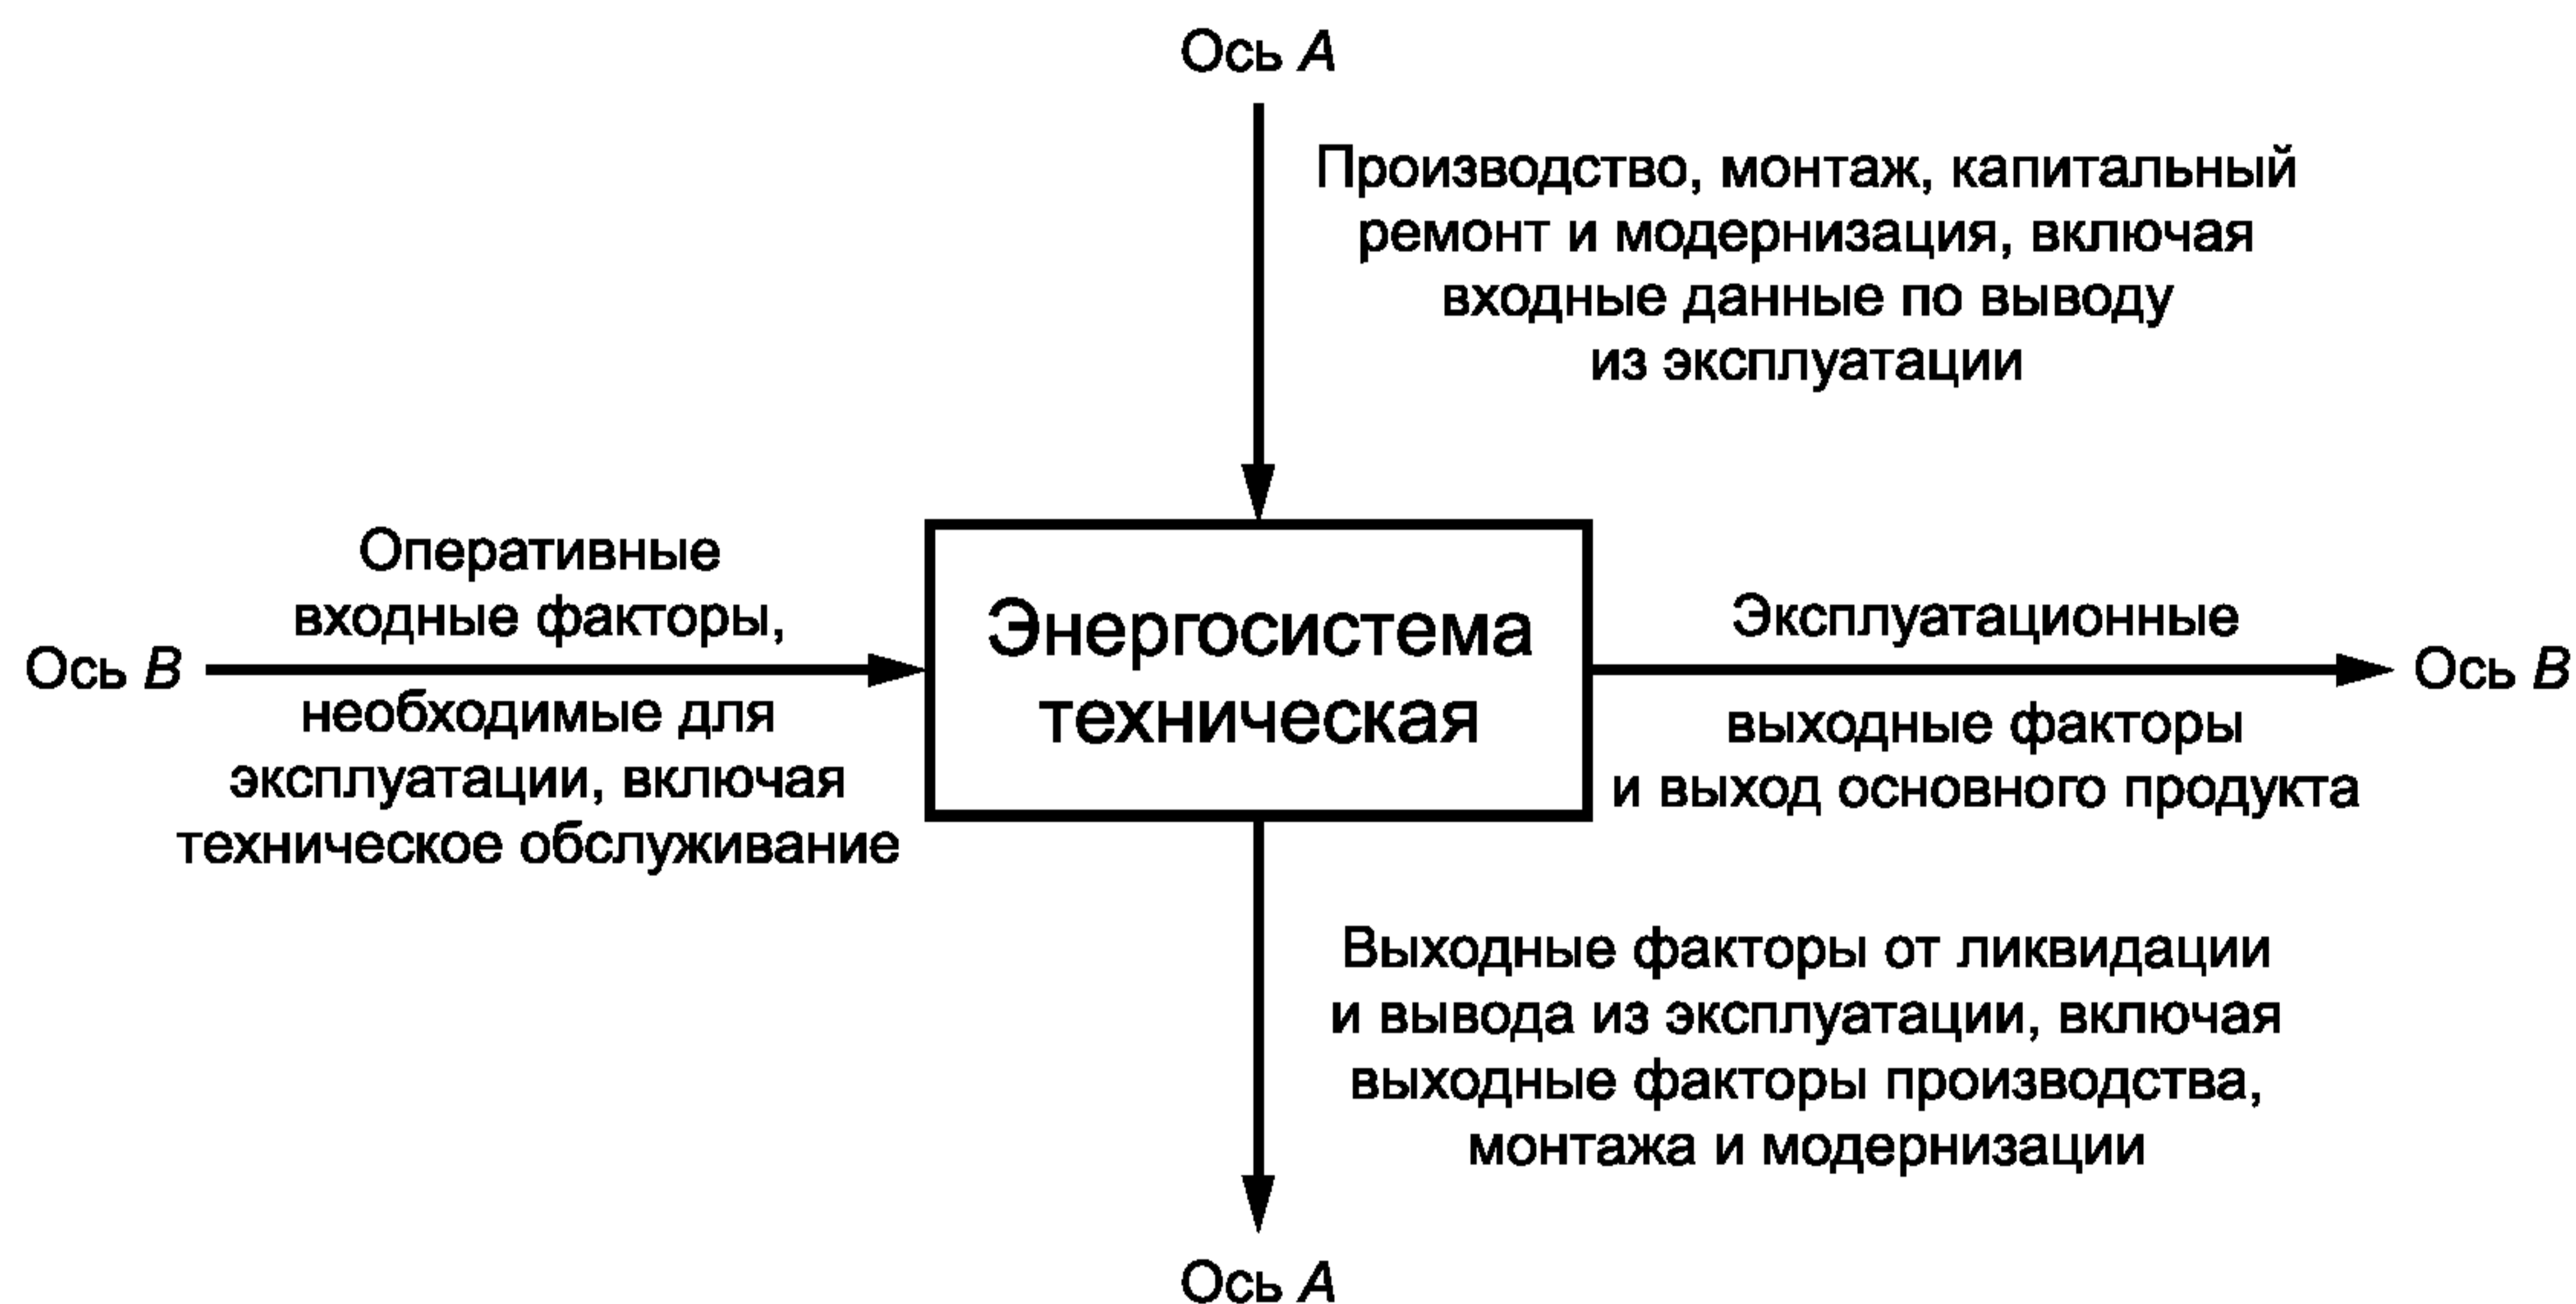 Ось A
Производство, монтаж, капитальный
ремонт и модернизация, включая
входные данные по выводу
из эксплуатации
Ось B
Оперативные
входные факторы,
необходимые для
эксплуатации, включая
техническое обслуживание
Энергосистема
техническая
Эксплуатационные
выходные факторы
и выход основного продукта
Ось B
Выходные факторы от ликвидации
и вывода из эксплуатации, включая
выходные факторы производства,
монтажа и модернизации
Ось A